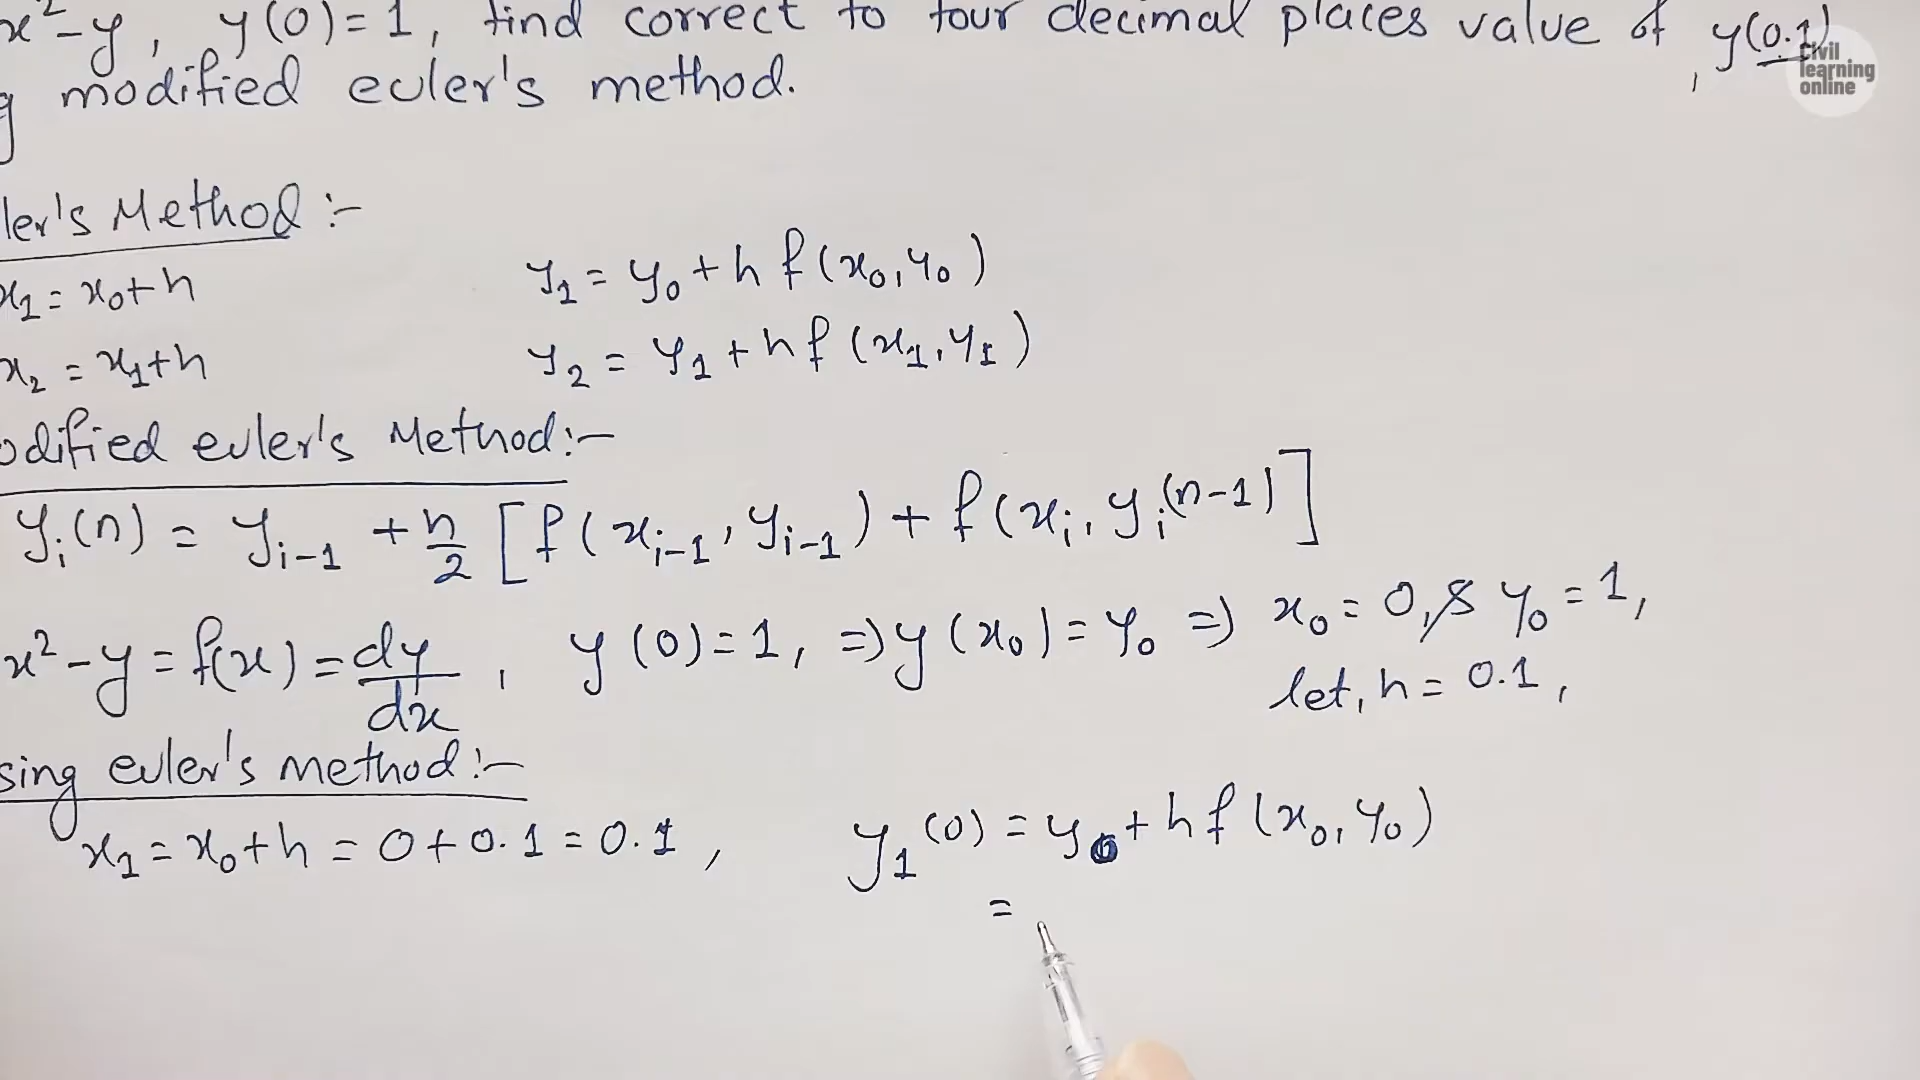 x²-y, y(0)=1, find correct to four decimal places value of y(0.1),
g modified euler's method.
civil
learning
online
ler's Method :-
x₁ = x₀+h
y₁ = y₀ + h f(x₀, y₀)
x₂ = x₁+h
y₂ = y₁ + h f(x₁, y₁)
odified euler's Method:-
yᵢ(n) = yᵢ₋₁ + h/2 [f(xᵢ₋₁, yᵢ₋₁) + f(xᵢ, yᵢ(n-1)]
x²-y = f(x) = dy/dx, y(0)=1, ⇒ y(x₀) = y₀ ⇒ x₀ = 0, & y₀ = 1,
let, h = 0.1,
sing euler's method:-
x₁ = x₀+h = 0+0.1 = 0.1, y₁(0) = y₀ + h f(x₀, y₀)
=